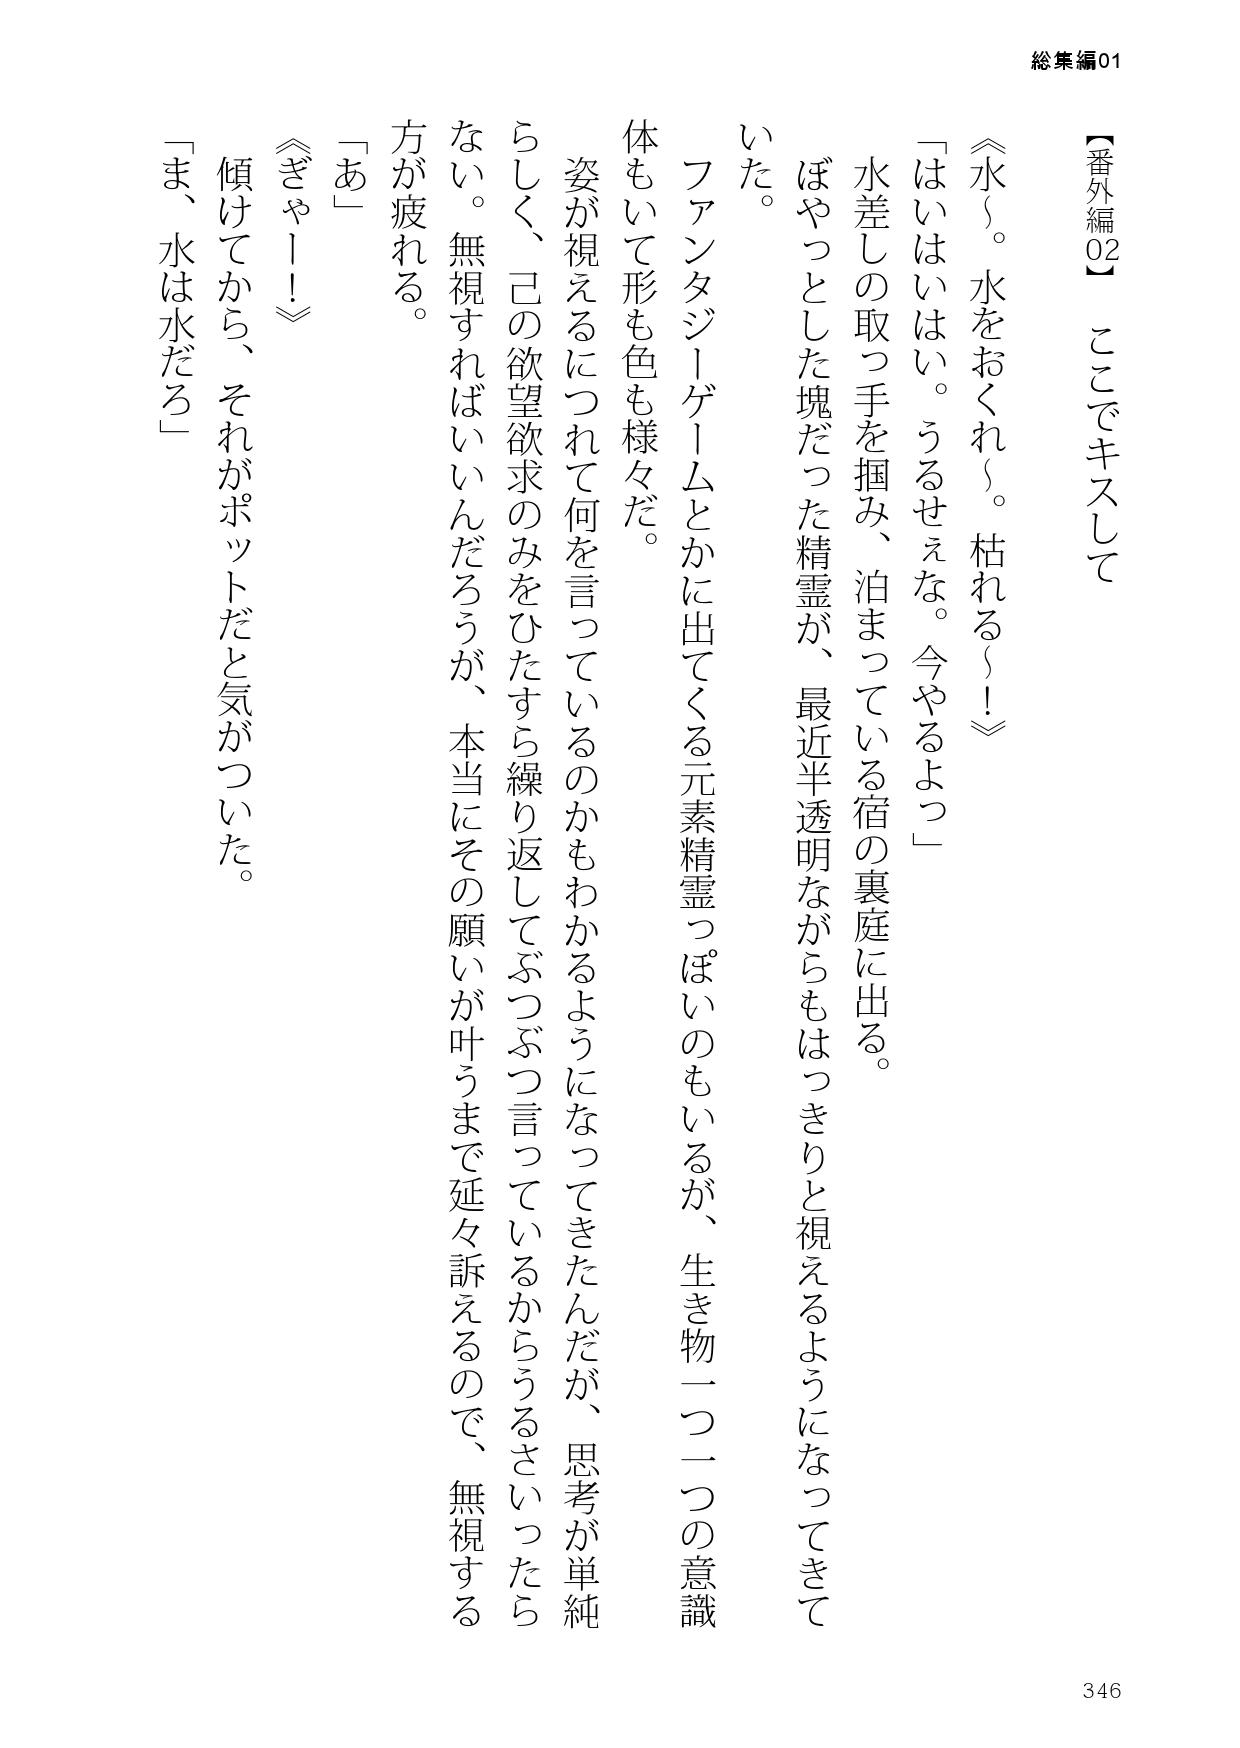 総集編01
【番外編02】　ここでキスして
《水〜。水をおくれ〜。枯れる〜！》
「はいはいはい。うるせぇな。今やるよっ」
　水差しの取っ手を掴み、泊まっている宿の裏庭に出る。
　ぼやっとした塊だった精霊が、最近半透明ながらもはっきりと視えるようになってきて
いた。
　ファンタジーゲームとかに出てくる元素精霊っぽいのもいるが、生き物一つ一つの意識
体もいて形も色も様々だ。
　姿が視えるにつれて何を言っているのかもわかるようになってきたんだが、思考が単純
らしく、己の欲望欲求のみをひたすら繰り返してぶつぶつ言っているからうるさいったら
ない。無視すればいいんだろうが、本当にその願いが叶うまで延々訴えるので、無視する
方が疲れる。
「あ」
《ぎゃー！》
　傾けてから、それがポットだと気がついた。
「ま、水は水だろ」
346